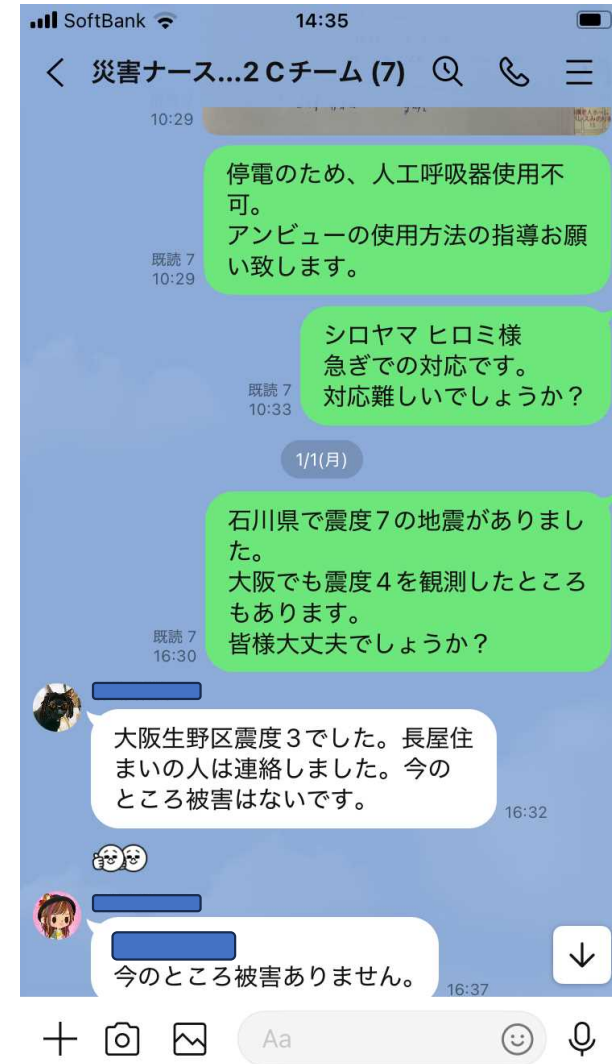 SoftBank 14:35
災害ナース...2Cチーム (7)
10:29
停電のため、人工呼吸器使用不
可。
アンビューの使用方法の指導お願
い致します。
既読 7
10:29
シロヤマ ヒロミ様
急ぎでの対応です。
対応難しいでしょうか？
既読 7
10:33
1/1(月)
石川県で震度７の地震がありまし
た。
大阪でも震度４を観測したところ
もあります。
皆様大丈夫でしょうか？
既読 7
16:30
大阪生野区震度３でした。長屋住
まいの人は連絡しました。今の
ところ被害はないです。
16:32
今のところ被害ありません。
16:37
Aa